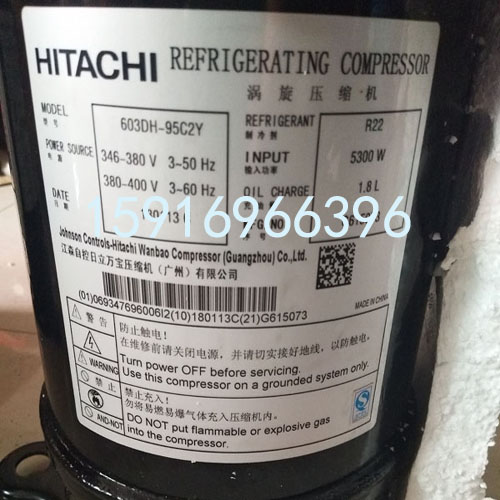 HITACHI REFRIGERATING COMPRESSOR
涡旋压缩机
MODEL 603DH-95C2Y REFRIGERANT R22
型号 制冷剂
POWER SOURCE 346-380 V 3~50 Hz INPUT 5300 W
电源 380-400 V 3~60 Hz 输入功率
OIL CHARGE 1.8 L
DATE
日期
15916966396
Johnson Controls-Hitachi Wanbao Compressor (Guangzhou) Co.,Ltd.
江森自控日立万宝压缩机（广州）有限公司
MADE IN CHINA
(01)06934769600612(10)180113C(21)G615073
警告 防止触电!
在维修前请关闭电源，并请切实接好地线，以防触电。
WARNING Turn power OFF before servicing.
Use this compressor on a grounded system only.
禁止 禁止充入!
勿将易燃易爆气体充入压缩机内。
AVOID DO NOT put flammable or explosive gas
into the compressor.